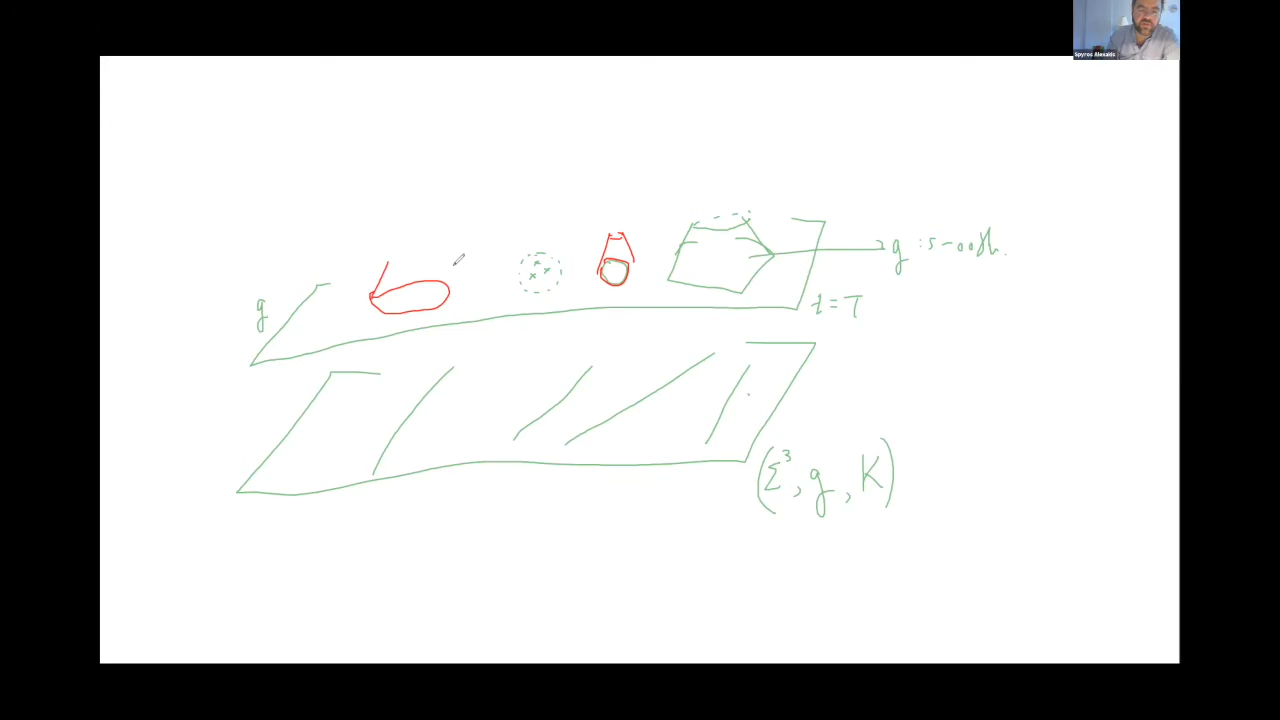 g : smooth.
g
t = T
(Σ³, g, K)
Spyros Alexakis